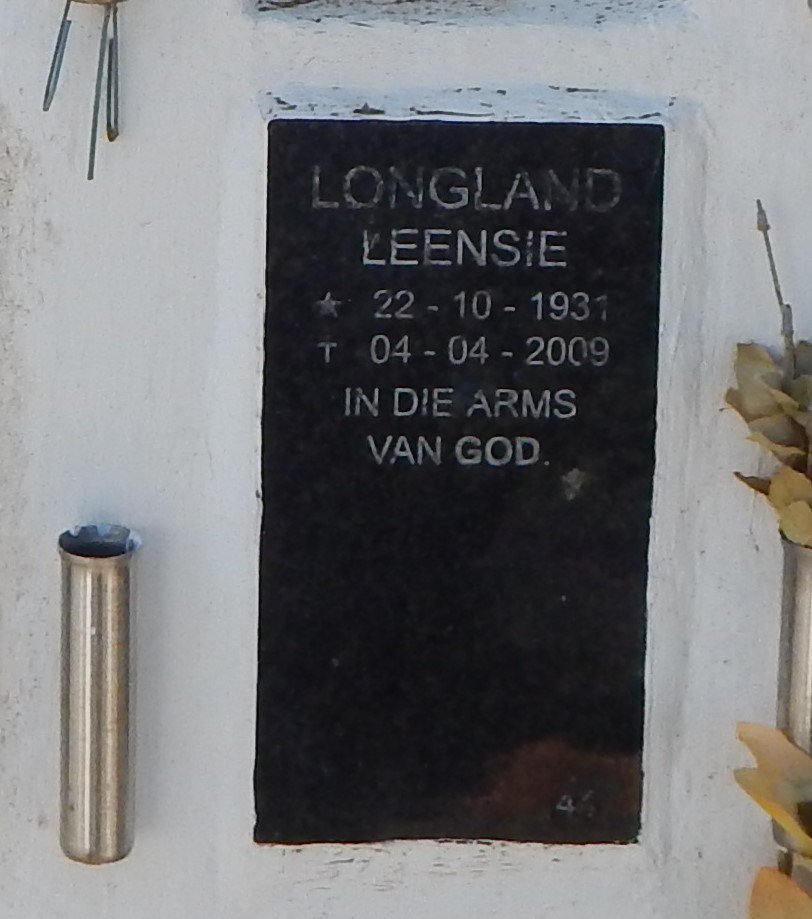 LONGLAND
LEENSIE
★ 22 - 10 - 1931
† 04 - 04 - 2009
IN DIE ARMS
VAN GOD.